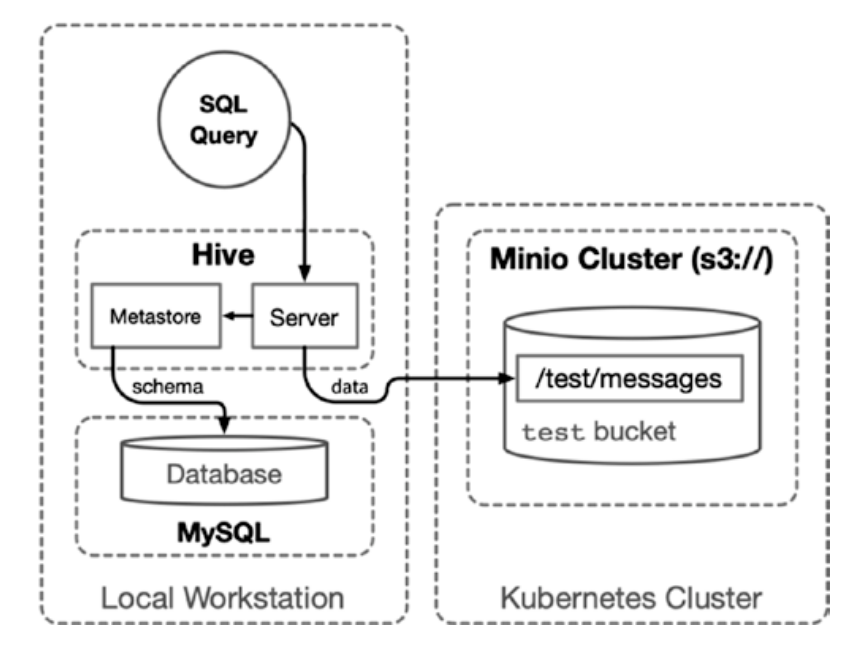 SQL
Query
Hive
Metastore
Server
schema
data
Database
MySQL
Local Workstation
Minio Cluster (s3://)
/test/messages
test bucket
Kubernetes Cluster